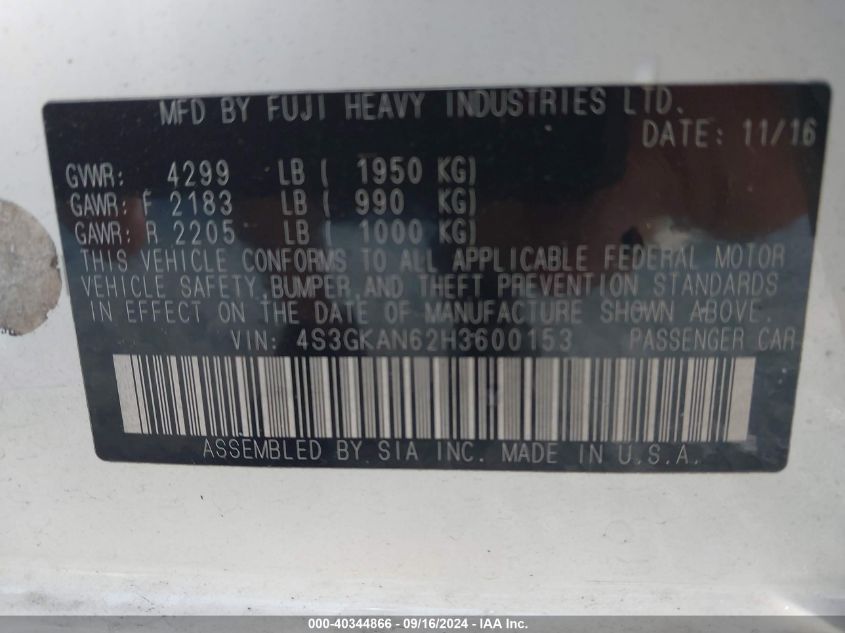 MFD BY FUJI HEAVY INDUSTRIES LTD.
DATE: 11/16
GVWR: 4299 LB ( 1950 KG)
GAWR: F 2183 LB ( 990 KG)
GAWR: R 2205 LB ( 1000 KG)
THIS VEHICLE CONFORMS TO ALL APPLICABLE FEDERAL MOTOR
VEHICLE SAFETY, BUMPER AND THEFT PREVENTION STANDARDS
IN EFFECT ON THE DATE OF MANUFACTURE SHOWN ABOVE.
VIN: 4S3GKAN62H3600153 PASSENGER CAR
ASSEMBLED BY SIA INC. MADE IN U.S.A.
000-40344866 - 09/16/2024 - IAA Inc.